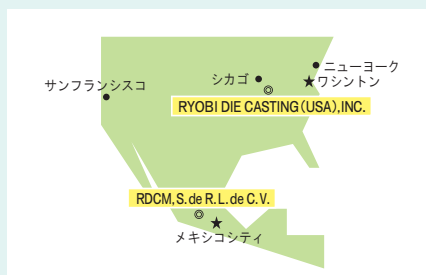 ニューヨーク
シカゴ
ワシントン
サンフランシスコ
RYOBI DIE CASTING(USA),INC.
RDCM,S.de R.L.de C.V.
メキシコシティ